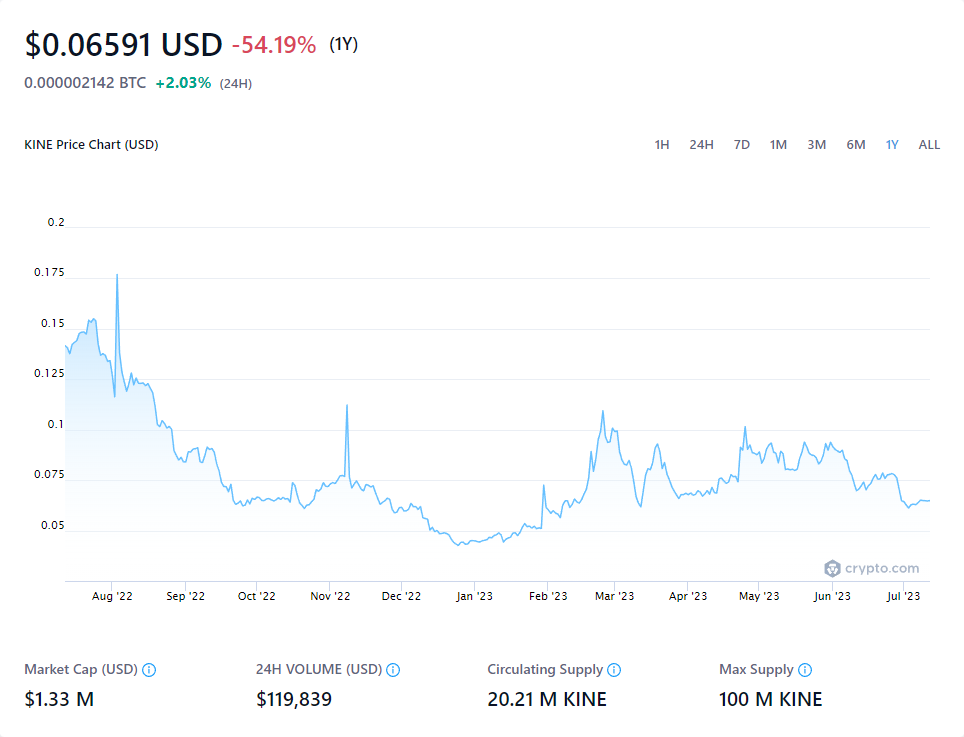 $0.06591 USD -54.19% (1Y)
0.000002142 BTC +2.03% (24H)
KINE Price Chart (USD) 1H 24H 7D 1M 3M 6M 1Y ALL
0.2
0.175
0.15
0.125
0.1
0.075
0.05
crypto.com
Aug '22 Sep '22 Oct '22 Nov '22 Dec '22 Jan '23 Feb '23 Mar '23 Apr '23 May '23 Jun '23 Jul '23
Market Cap (USD) 24H VOLUME (USD) Circulating Supply Max Supply
$1.33 M $119,839 20.21 M KINE 100 M KINE